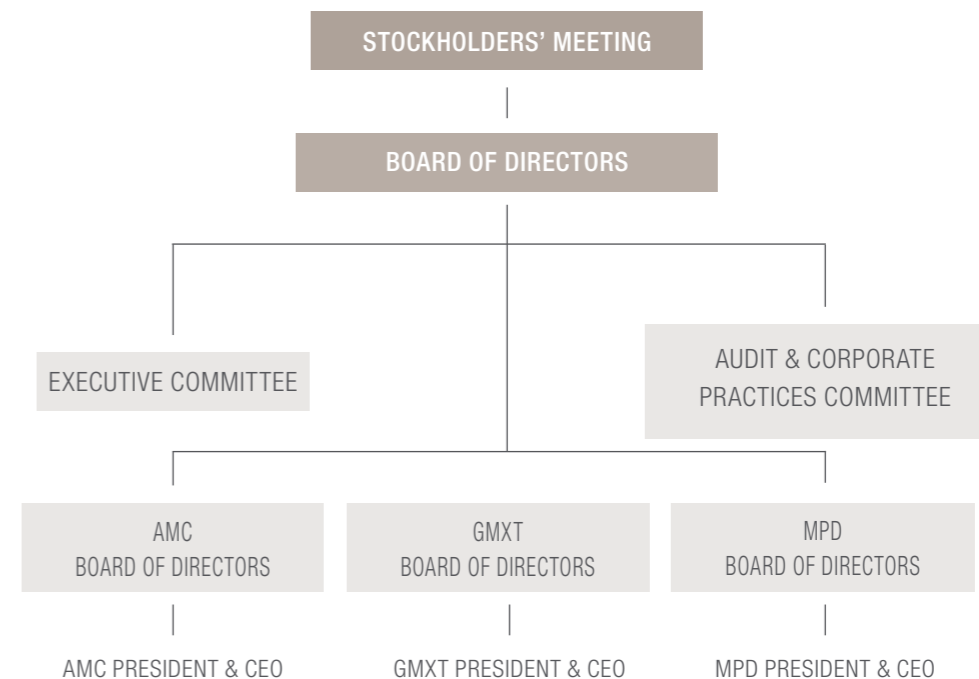 STOCKHOLDERS’ MEETING
BOARD OF DIRECTORS
EXECUTIVE COMMITTEE
AUDIT & CORPORATE
PRACTICES COMMITTEE
AMC
BOARD OF DIRECTORS
GMXT
BOARD OF DIRECTORS
MPD
BOARD OF DIRECTORS
AMC PRESIDENT & CEO
GMXT PRESIDENT & CEO
MPD PRESIDENT & CEO